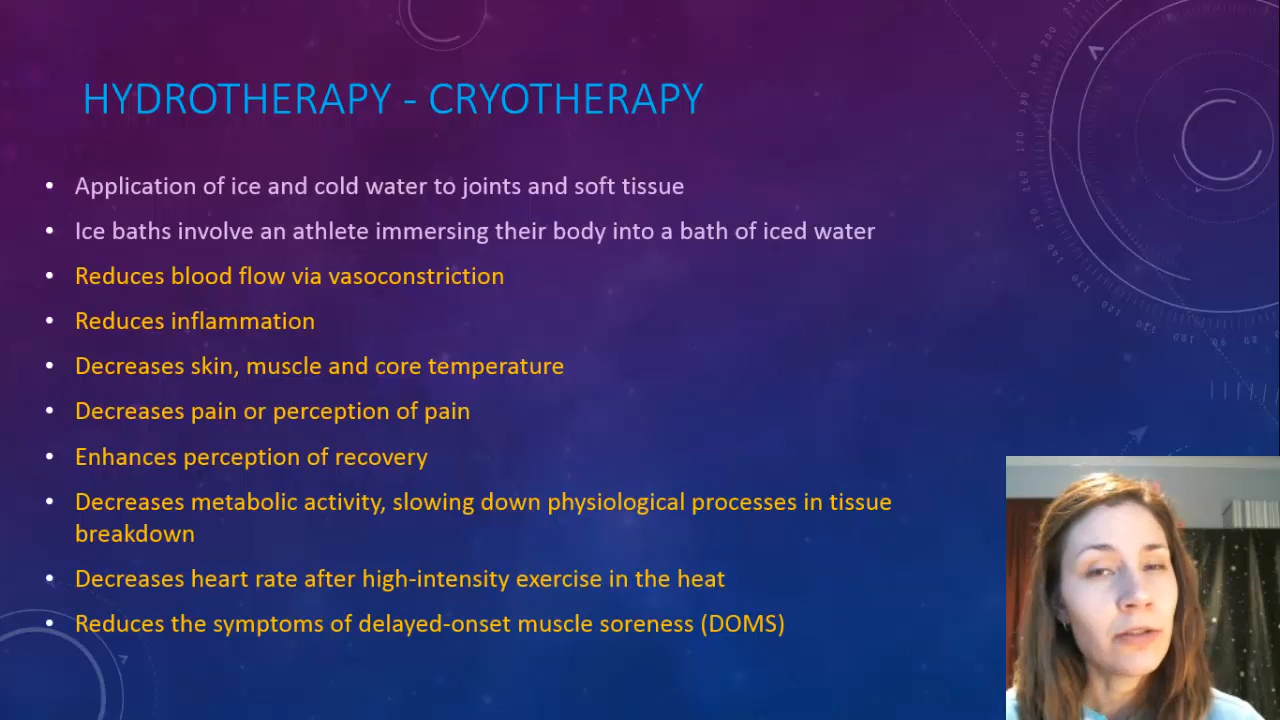 HYDROTHERAPY - CRYOTHERAPY
• Application of ice and cold water to joints and soft tissue
• Ice baths involve an athlete immersing their body into a bath of iced water
• Reduces blood flow via vasoconstriction
• Reduces inflammation
• Decreases skin, muscle and core temperature
• Decreases pain or perception of pain
• Enhances perception of recovery
• Decreases metabolic activity, slowing down physiological processes in tissue
breakdown
• Decreases heart rate after high-intensity exercise in the heat
• Reduces the symptoms of delayed-onset muscle soreness (DOMS)